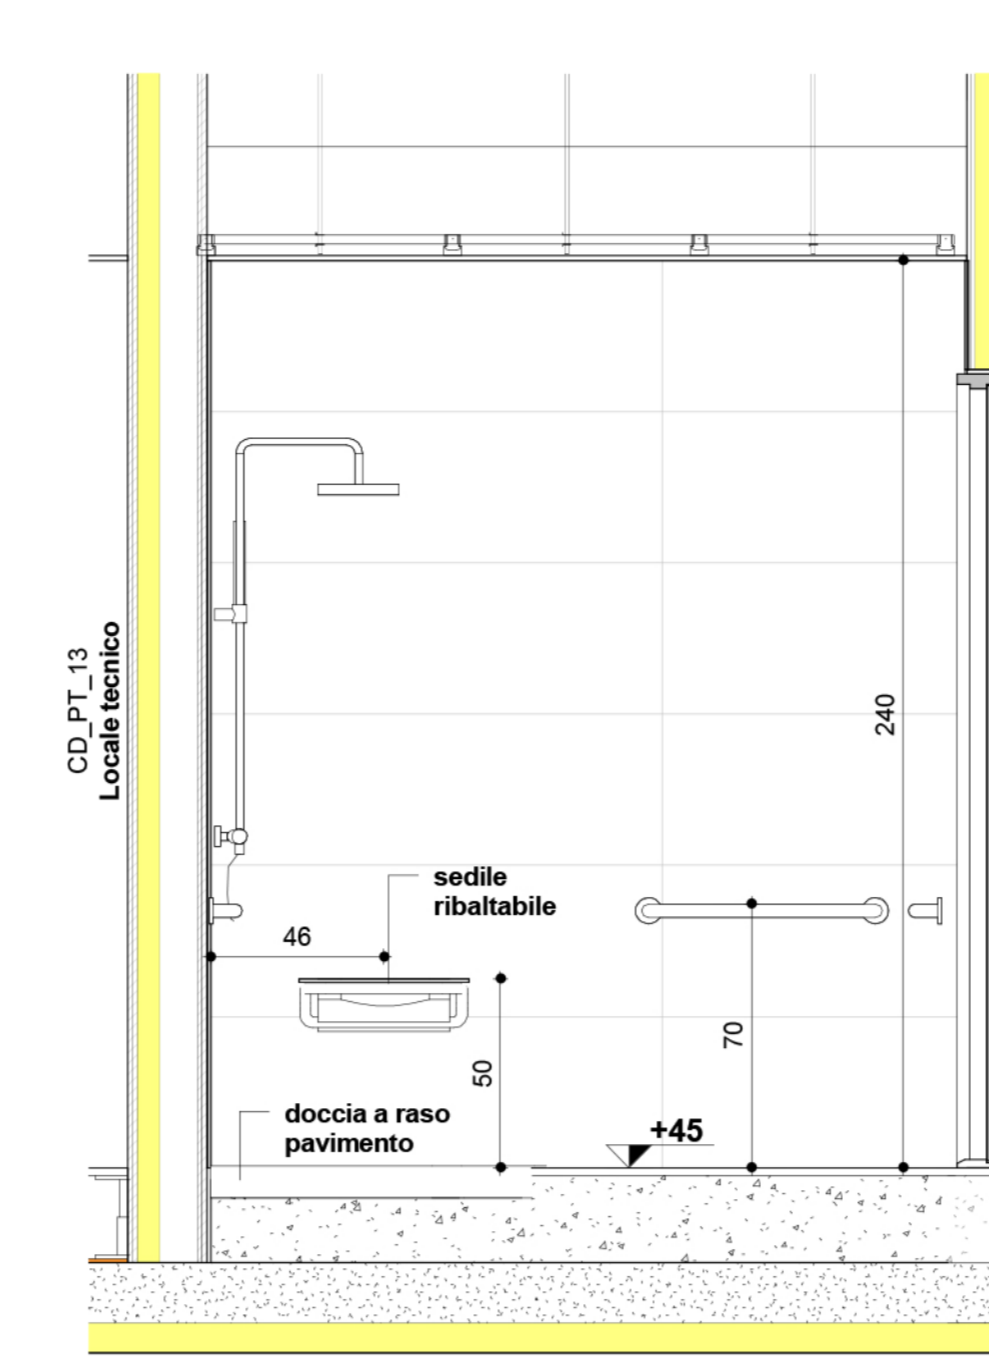 CD_PT_13
Locale tecnico
240
sedile
ribaltabile
46
70
50
doccia a raso
pavimento
+45